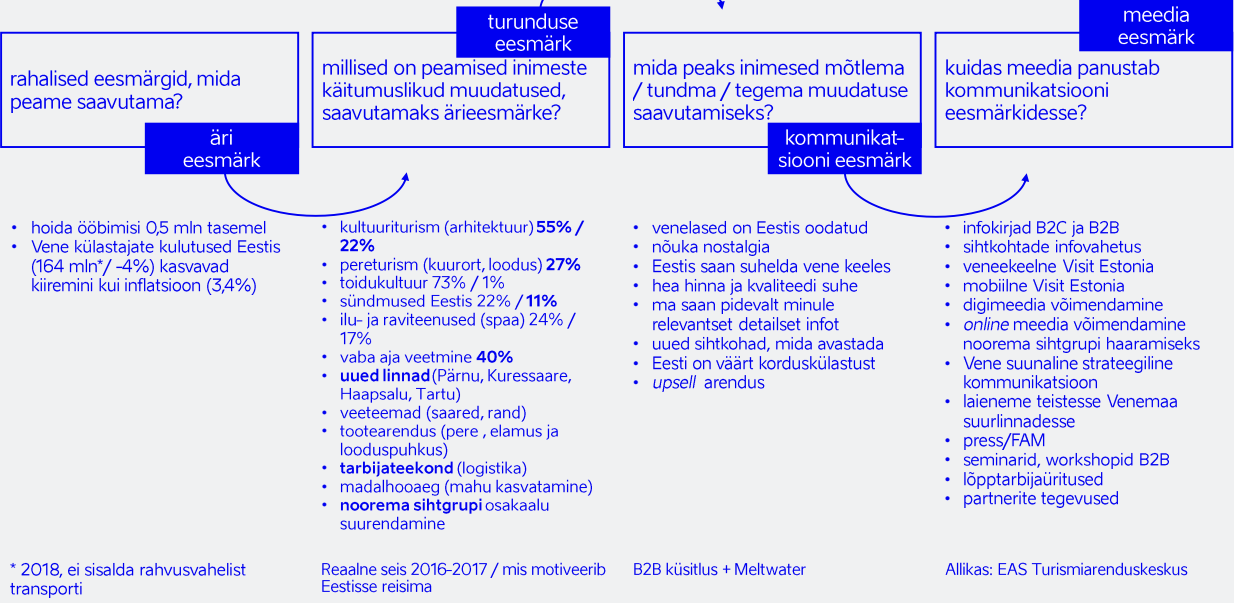 rahalised eesmärgid, mida
peame saavutama?
äri
eesmärk
hoida ööbimisi 0,5 mln tasemel
Vene külastajate kulutused Eestis
(164 mln*/ -4%) kasvavad
kiiremini kui inflatsioon (3,4%)
* 2018, ei sisalda rahvusvahelist
transporti
turunduse
eesmärk
millised on peamised inimeste
käitumuslikud muudatused,
saavutamaks ärieesmärke?
kultuuriturism (arhitektuur) 55% /
22%
pereturism (kuurort, loodus) 27%
toidukultuur 73% / 1%
sündmused Eestis 22% / 11%
ilu- ja raviteenused (spaa) 24% /
17%
vaba aja veetmine 40%
uued linnad (Pärnu, Kuressaare,
Haapsalu, Tartu)
veeteemad (saared, rand)
tootearendus (pere , elamus ja
looduspuhkus)
tarbijateekond (logistika)
madalhooaeg (mahu kasvatamine)
noorema sihtgrupi osakaalu
suurendamine
Reaalne seis 2016-2017 / mis motiveerib
Eestisse reisima
mida peaks inimesed mõtlema
/ tundma / tegema muudatuse
saavutamiseks?
kommunikat-
siooni eesmärk
venelased on Eestis oodatud
nõuka nostalgia
Eestis saan suhelda vene keeles
hea hinna ja kvaliteedi suhe
ma saan pidevalt minule
relevantset detailset infot
uued sihtkohad, mida avastada
Eesti on väärt korduskülastust
upsell arendus
B2B küsitlus + Meltwater
meedia
eesmärk
kuidas meedia panustab
kommunikatsiooni
eesmärkidesse?
infokirjad B2C ja B2B
sihtkohtade infovahetus
veneekeelne Visit Estonia
mobiilne Visit Estonia
digimeedia võimendamine
online meedia võimendamine
noorema sihtgrupi haaramiseks
Vene suunaline strateegiline
kommunikatsioon
laieneme teistesse Venemaa
suurlinnadesse
press/FAM
seminarid, workshopid B2B
lõpptarbijaüritused
partnerite tegevused
Allikas: EAS Turismiarenduskeskus